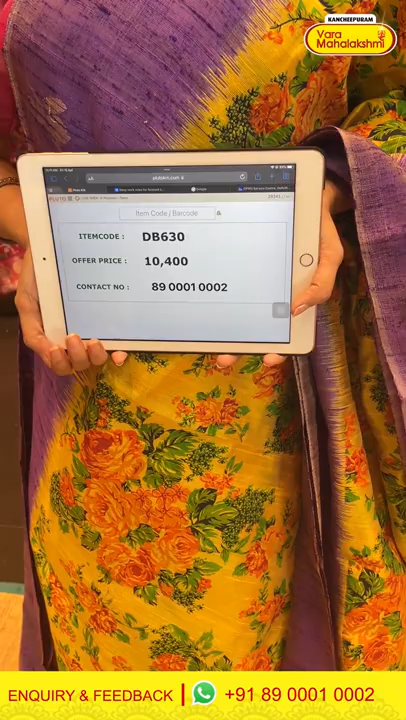 KANCHEEPURAM
Vara
Mahalakshmi
Item Code / Barcode
ITEMCODE : DB630
OFFER PRICE : 10,400
CONTACT NO : 89 0001 0002
ENQUIRY & FEEDBACK | +91 89 0001 0002